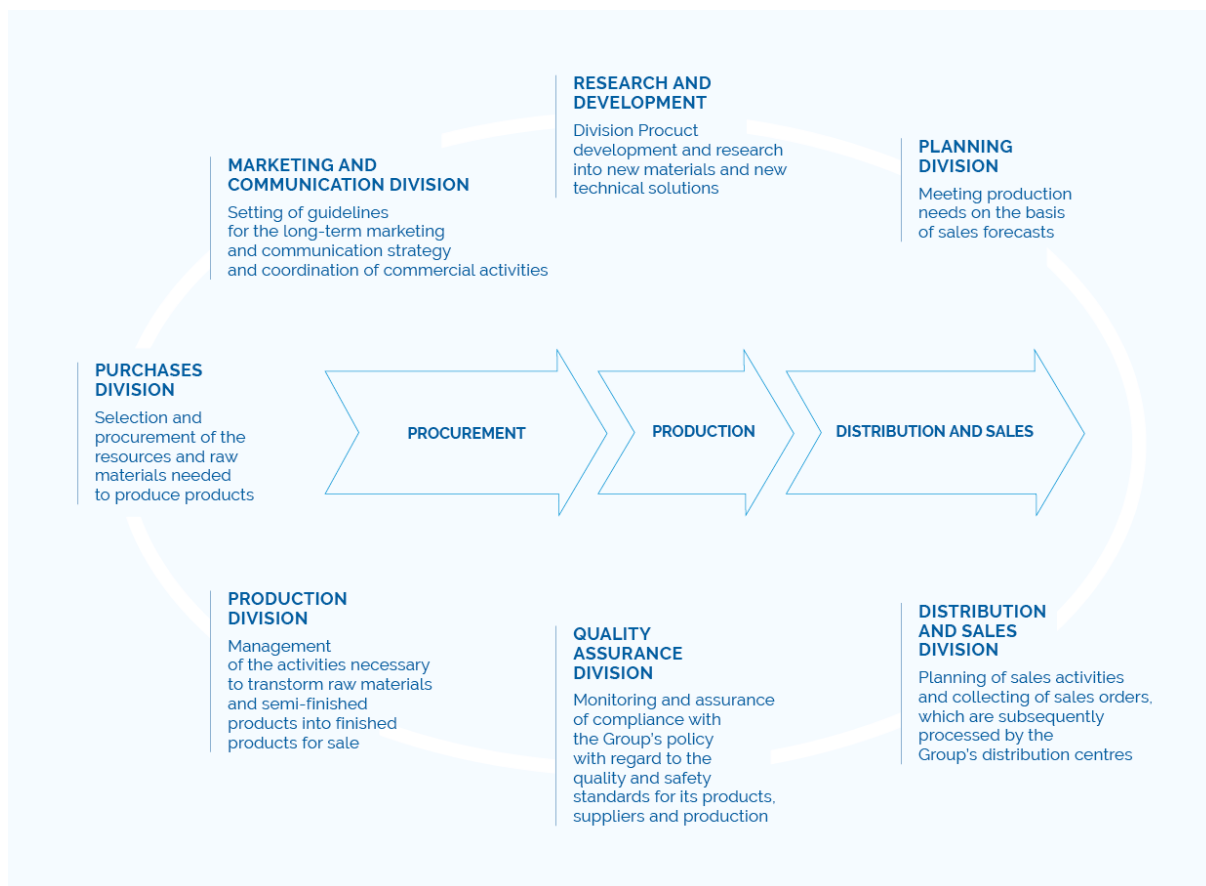 RESEARCH AND
DEVELOPMENT
Division Procuct
development and research
into new materials and new
technical solutions
MARKETING AND
COMMUNICATION DIVISION
Setting of guidelines
for the long-term marketing
and communication strategy
and coordination of commercial activities
PLANNING
DIVISION
Meeting production
needs on the basis
of sales forecasts
PURCHASES
DIVISION
Selection and
procurement of the
resources and raw
materials needed
to produce products
PROCUREMENT
PRODUCTION
DISTRIBUTION AND SALES
PRODUCTION
DIVISION
Management
of the activities necessary
to transtorm raw materials
and semi-finished
products into finished
products for sale
QUALITY
ASSURANCE
DIVISION
Monitoring and assurance
of compliance with
the Group's policy
with regard to the
quality and safety
standards for its products,
suppliers and production
DISTRIBUTION
AND SALES
DIVISION
Planning of sales activities
and collecting of sales orders,
which are subsequently
processed by the
Group's distribution centres